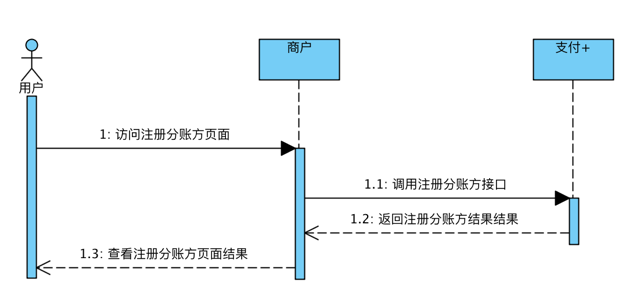 商户
支付+
用户
1: 访问注册分账方页面
1.1: 调用注册分账方接口
1.2: 返回注册分账方结果结果
1.3: 查看注册分账方页面结果